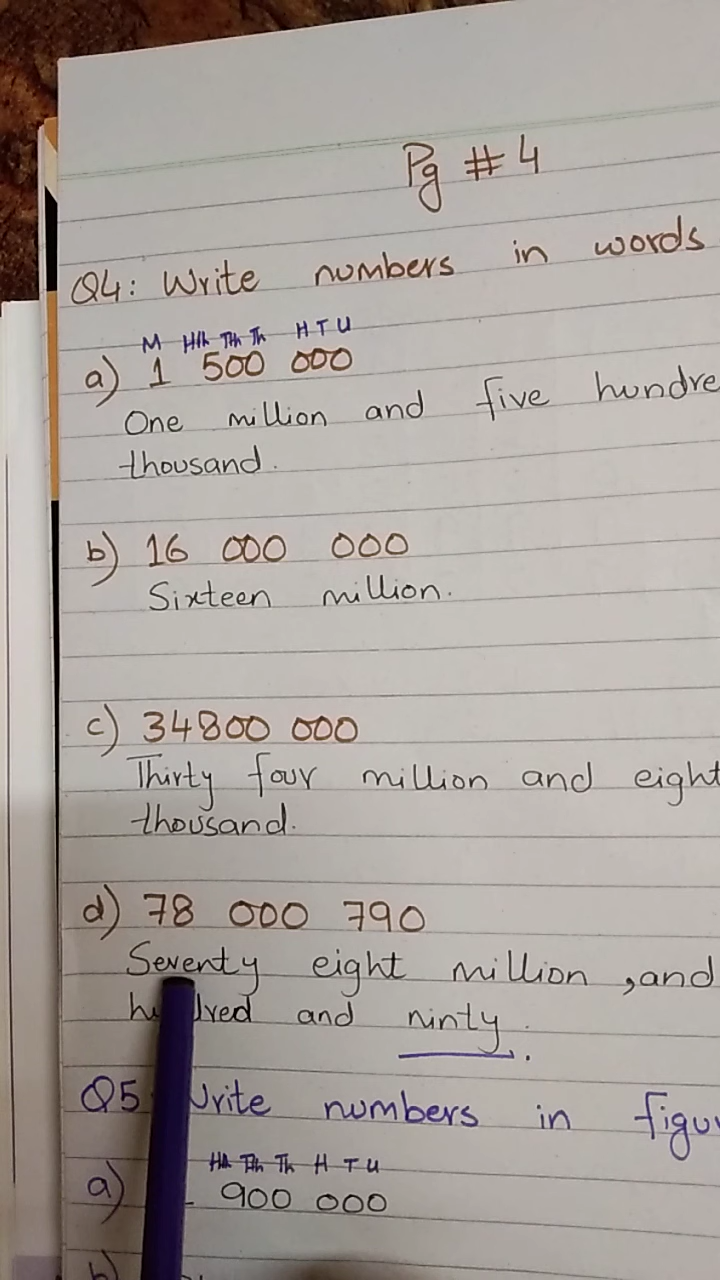 Pg # 4
Q4: Write numbers in words
M Hth Tth Th H T U
a) 1 500 000
One million and five hundre
thousand.
b) 16 000 000
Sixteen million.
c) 34800 000
Thirty four million and eight
thousand.
d) 78 000 790
Seventy eight million , and
and ninty.
Q5 Write numbers in figu
Hth Tth Th H T U
a) 900 000
b)